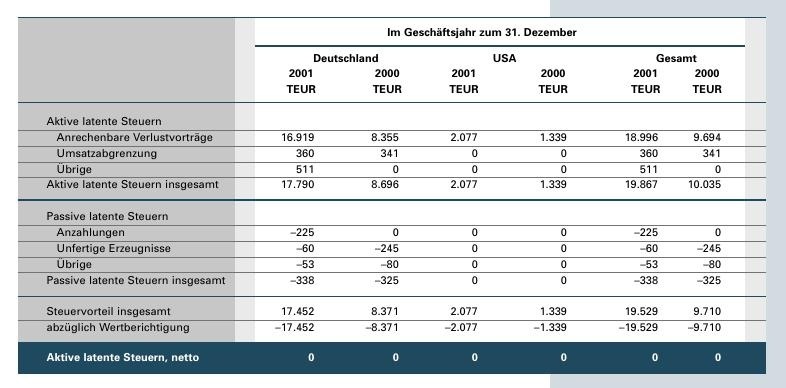 Im Geschäftsjahr zum 31. Dezember
Deutschland USA Gesamt
2001 2000 2001 2000 2001 2000
TEUR TEUR TEUR TEUR TEUR TEUR
Aktive latente Steuern
Anrechenbare Verlustvorträge 16.919 8.355 2.077 1.339 18.996 9.694
Umsatzabgrenzung 360 341 0 0 360 341
Übrige 511 0 0 0 511 0
Aktive latente Steuern insgesamt 17.790 8.696 2.077 1.339 19.867 10.035
Passive latente Steuern
Anzahlungen –225 0 0 0 –225 0
Unfertige Erzeugnisse –60 –245 0 0 –60 –245
Übrige –53 –80 0 0 –53 –80
Passive latente Steuern insgesamt –338 –325 0 0 –338 –325
Steuervorteil insgesamt 17.452 8.371 2.077 1.339 19.529 9.710
abzüglich Wertberichtigung –17.452 –8.371 –2.077 –1.339 –19.529 –9.710
Aktive latente Steuern, netto 0 0 0 0 0 0